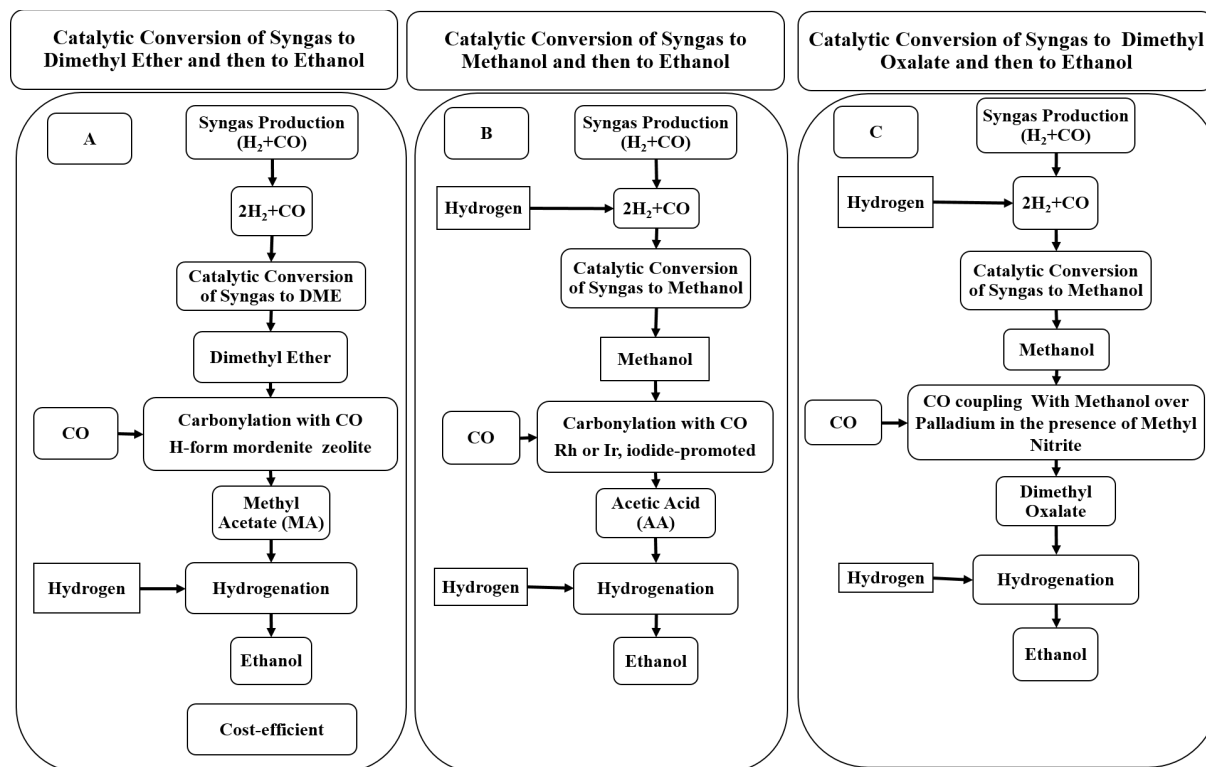 Catalytic Conversion of Syngas to
Dimethyl Ether and then to Ethanol
A
Syngas Production
(H₂+CO)
2H₂+CO
Catalytic Conversion
of Syngas to DME
Dimethyl Ether
CO
Carbonylation with CO
H-form mordenite zeolite
Methyl
Acetate (MA)
Hydrogen
Hydrogenation
Ethanol
Cost-efficient
Catalytic Conversion of Syngas to
Methanol and then to Ethanol
B
Syngas Production
(H₂+CO)
Hydrogen
2H₂+CO
Catalytic Conversion
of Syngas to Methanol
Methanol
CO
Carbonylation with CO
Rh or Ir, iodide-promoted
Acetic Acid
(AA)
Hydrogen
Hydrogenation
Ethanol
Catalytic Conversion of Syngas to Dimethyl
Oxalate and then to Ethanol
C
Syngas Production
(H₂+CO)
Hydrogen
2H₂+CO
Catalytic Conversion
of Syngas to Methanol
Methanol
CO
CO coupling With Methanol over
Palladium in the presence of Methyl
Nitrite
Dimethyl
Oxalate
Hydrogen
Hydrogenation
Ethanol